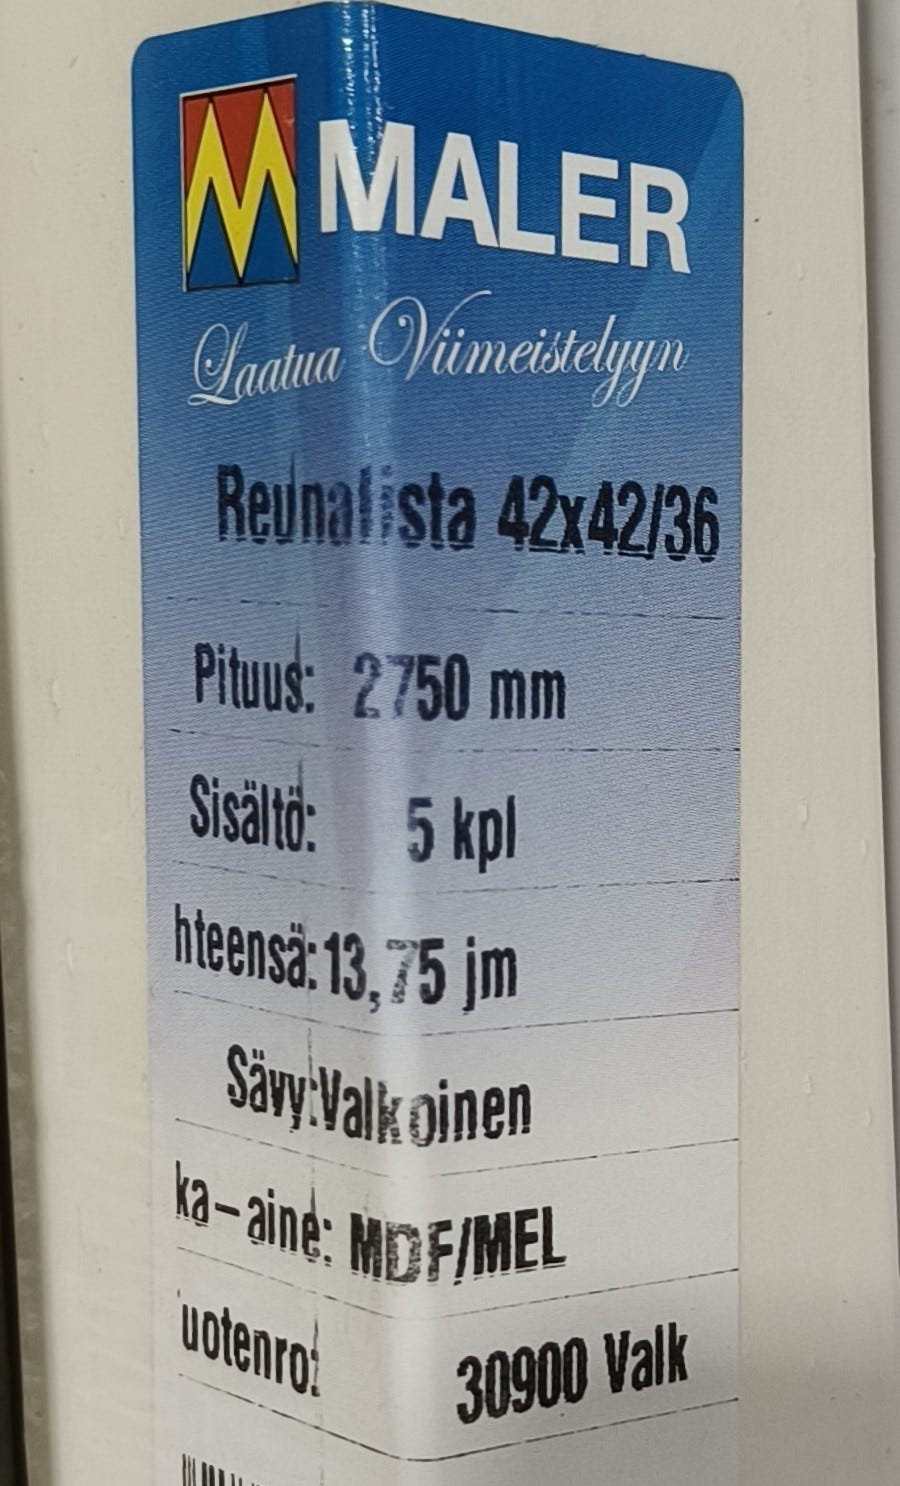 MALER
Laatua Viimeistelyyn
Reunalista 42x42/36
Pituus: 2750 mm
Sisältö: 5 kpl
hteensä: 13,75 jm
Sävy: Valkoinen
ka-aine: MDF/MEL
uotenro: 30900 Valk